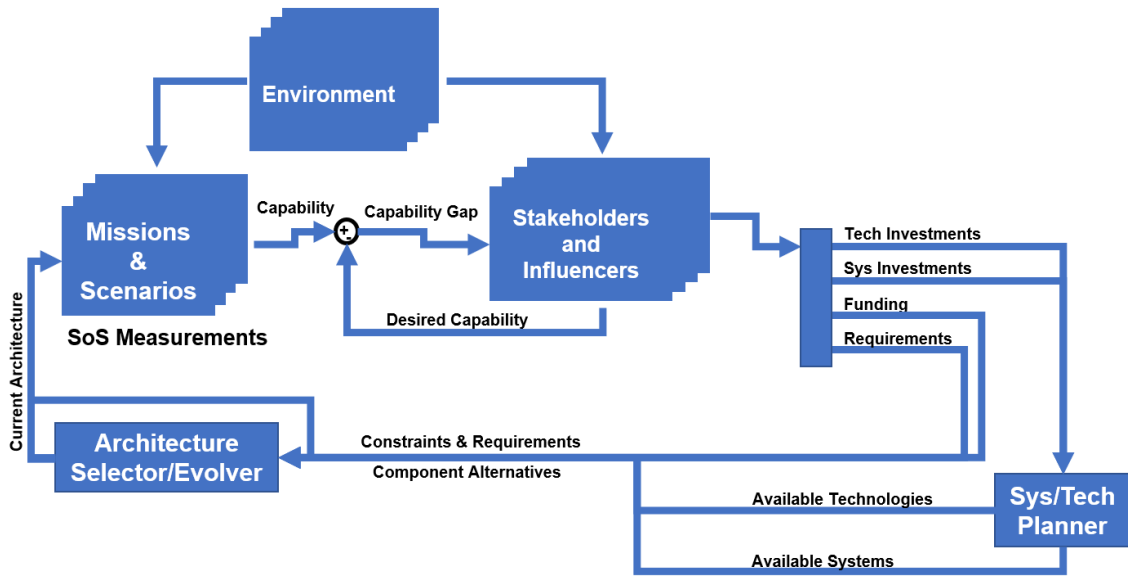 Environment
Missions
&
Scenarios
SoS Measurements
Capability
+
-
Capability Gap
Stakeholders
and
Influencers
Desired Capability
Tech Investments
Sys Investments
Funding
Requirements
Current Architecture
Architecture
Selector/Evolver
Constraints & Requirements
Component Alternatives
Available Technologies
Available Systems
Sys/Tech
Planner